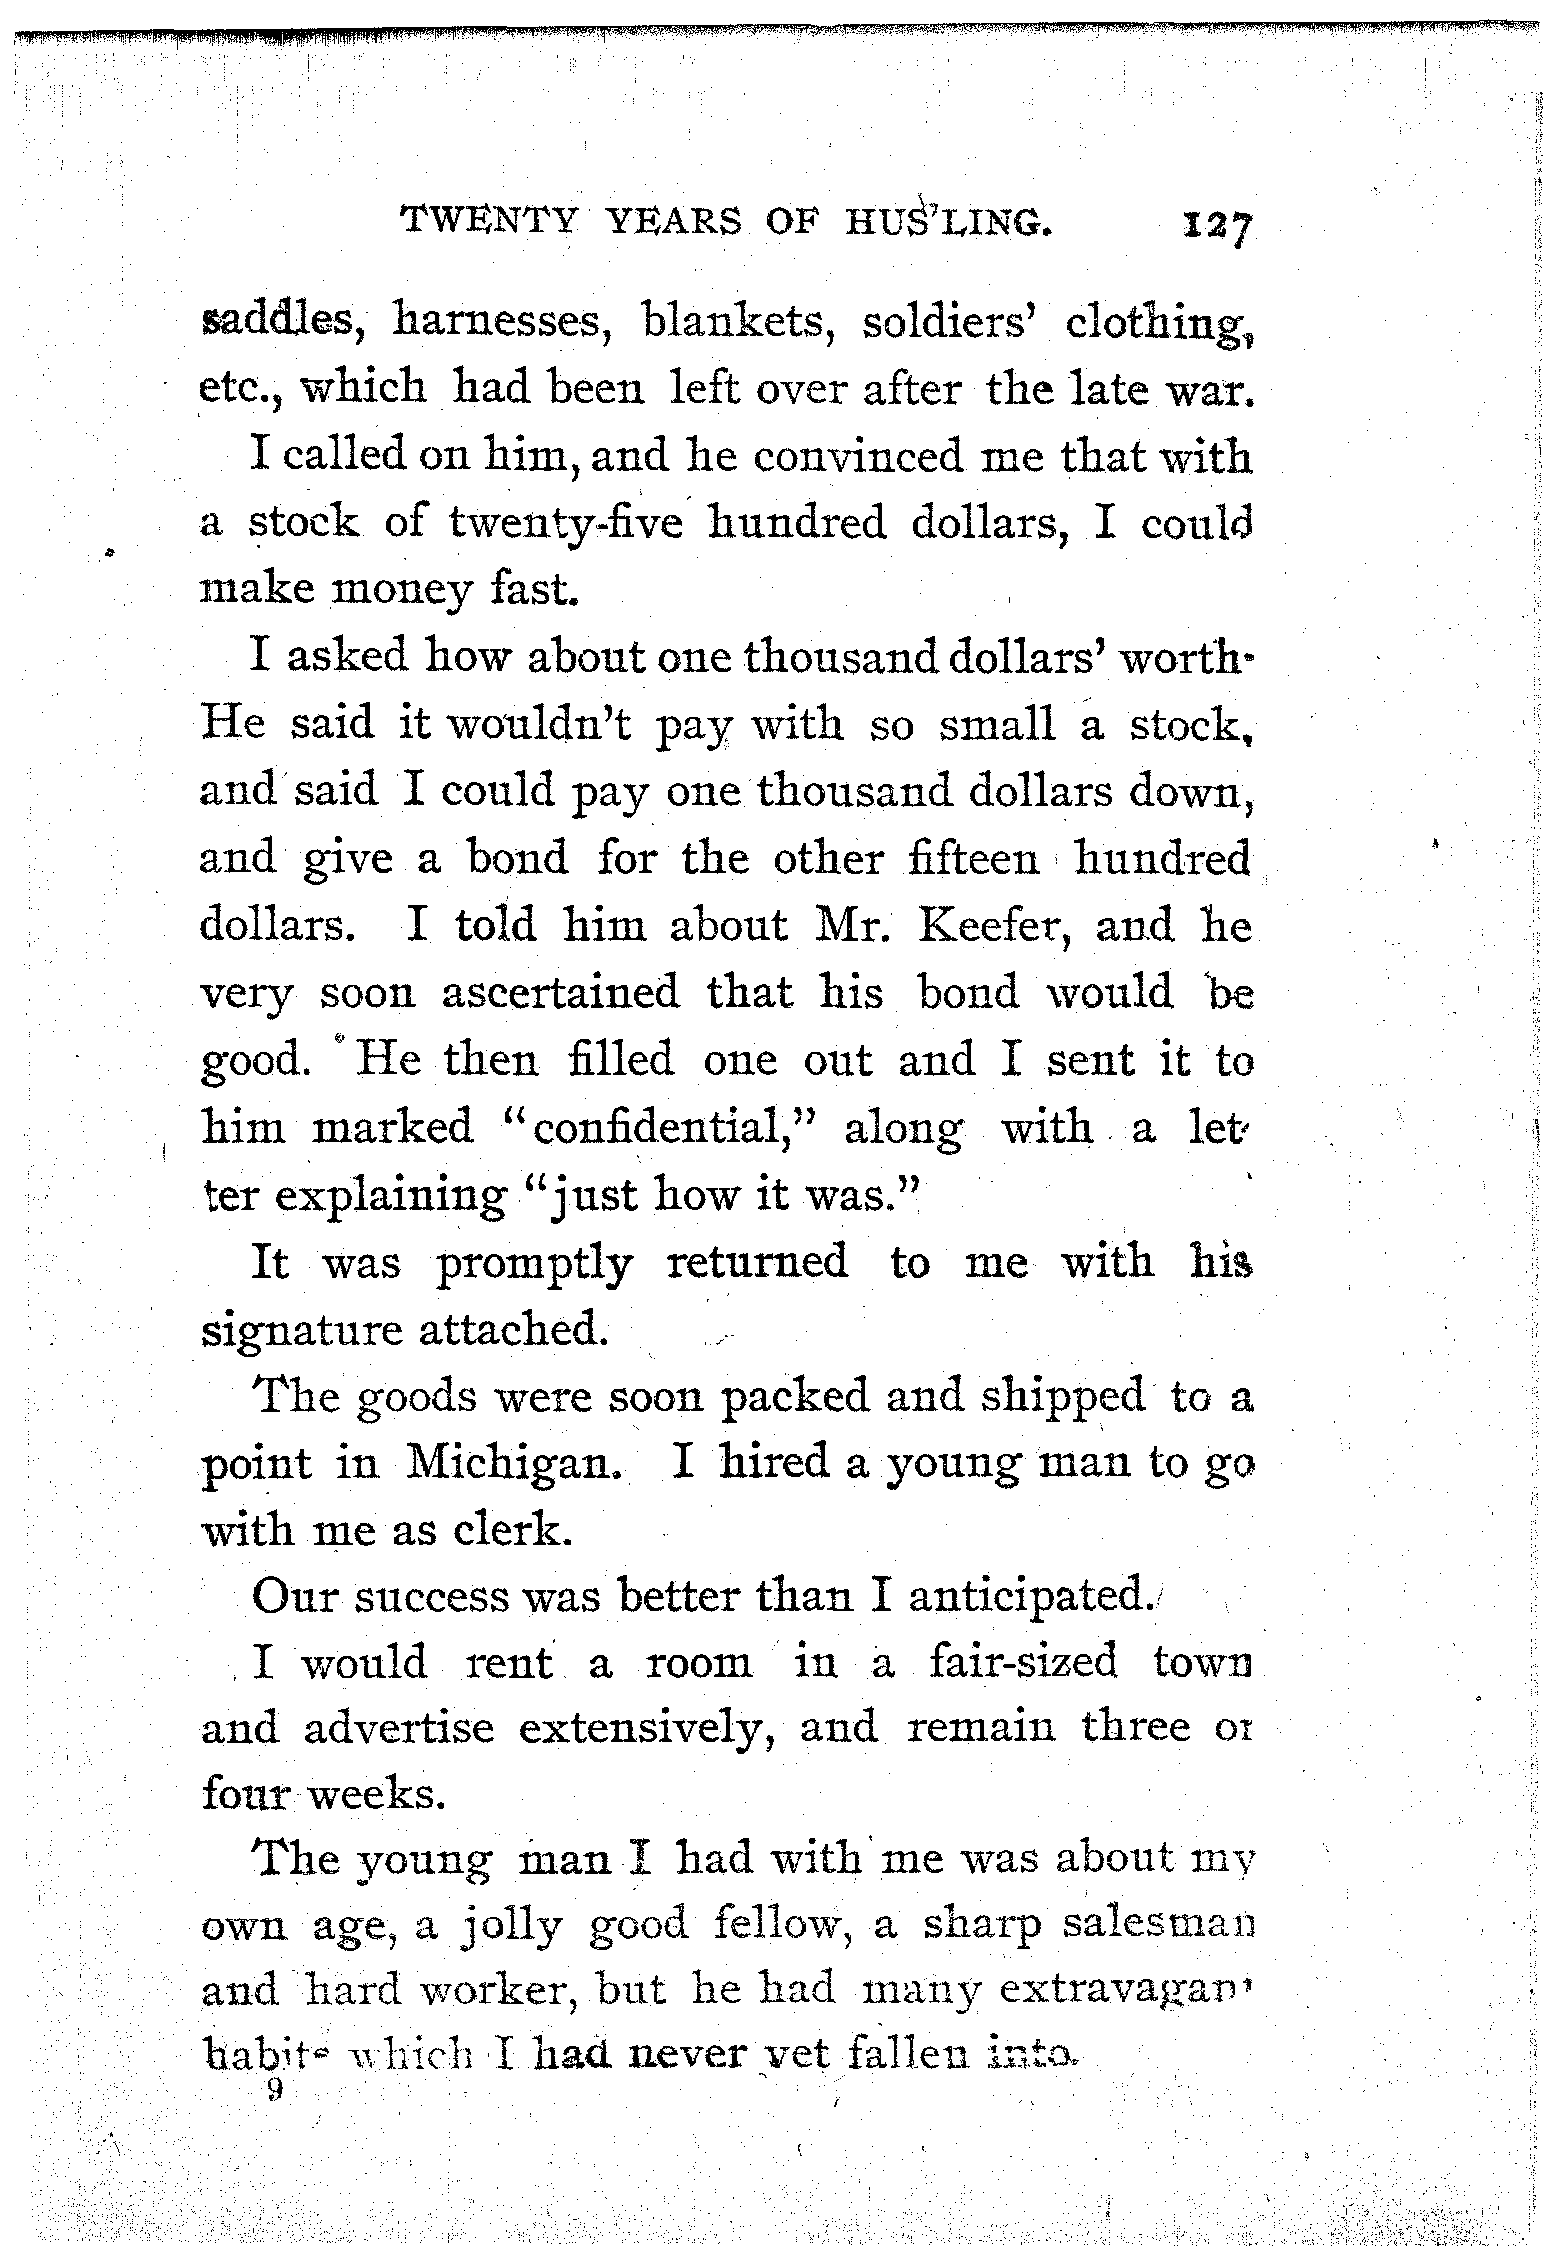 TWENTY YEARS OF HUS'LING. 127
saddles, harnesses, blankets, soldiers' clothing,
etc., which had been left over after the late war.
I called on him, and he convinced me that with
a stock of twenty-five hundred dollars, I could
make money fast.
I asked how about one thousand dollars' worth.
He said it wouldn't pay with so small a stock,
and said I could pay one thousand dollars down,
and give a bond for the other fifteen hundred
dollars. I told him about Mr. Keefer, and he
very soon ascertained that his bond would be
good. He then filled one out and I sent it to
him marked "confidential," along with a let-
ter explaining "just how it was."
It was promptly returned to me with his
signature attached.
The goods were soon packed and shipped to a
point in Michigan. I hired a young man to go
with me as clerk.
Our success was better than I anticipated.
I would rent a room in a fair-sized town
and advertise extensively, and remain three or
four weeks.
The young man I had with me was about my
own age, a jolly good fellow, a sharp salesman
and hard worker, but he had many extravagant
habits which I had never yet fallen into.
9